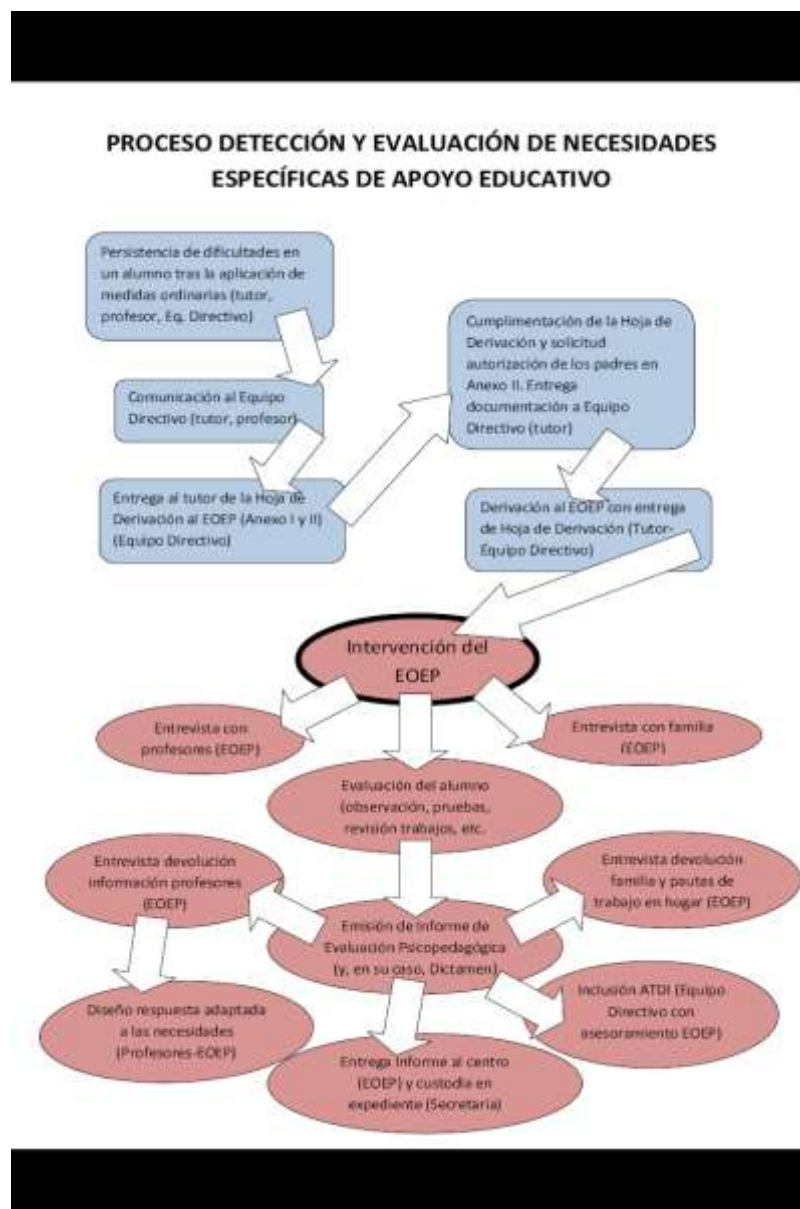 PROCESO DETECCIÓN Y EVALUACIÓN DE NECESIDADES
ESPECÍFICAS DE APOYO EDUCATIVO
Persistencia de dificultades en
un alumno tras la aplicación de
medidas ordinarias (tutor,
profesor, Eq. Directivo)
Comunicación al Equipo
Directivo (tutor, profesor)
Entrega al tutor de la Hoja de
Derivación al EOEP (Anexo I y II)
(Equipo Directivo)
Cumplimentación de la Hoja de
Derivación y solicitud
autorización de los padres en
Anexo II. Entrega
documentación a Equipo
Directivo (tutor)
Derivación al EOEP con entrega
de Hoja de Derivación (Tutor-
Equipo Directivo)
Intervención del
EOEP
Entrevista con
profesores (EOEP)
Entrevista con familia
(EOEP)
Evaluación del alumno
(observación, pruebas,
revisión trabajos, etc.
Entrevista devolución
información profesores
(EOEP)
Entrevista devolución
familia y pautas de
trabajo en hogar (EOEP)
Emisión de Informe de
Evaluación Psicopedagógica
(y, en su caso, Dictamen)
Diseño respuesta adaptada
a las necesidades
(Profesores-EOEP)
Inclusión ATDI (Equipo
Directivo con
asesoramiento EOEP)
Entrega Informe al centro
(EOEP) y custodia en
expediente (Secretaría)